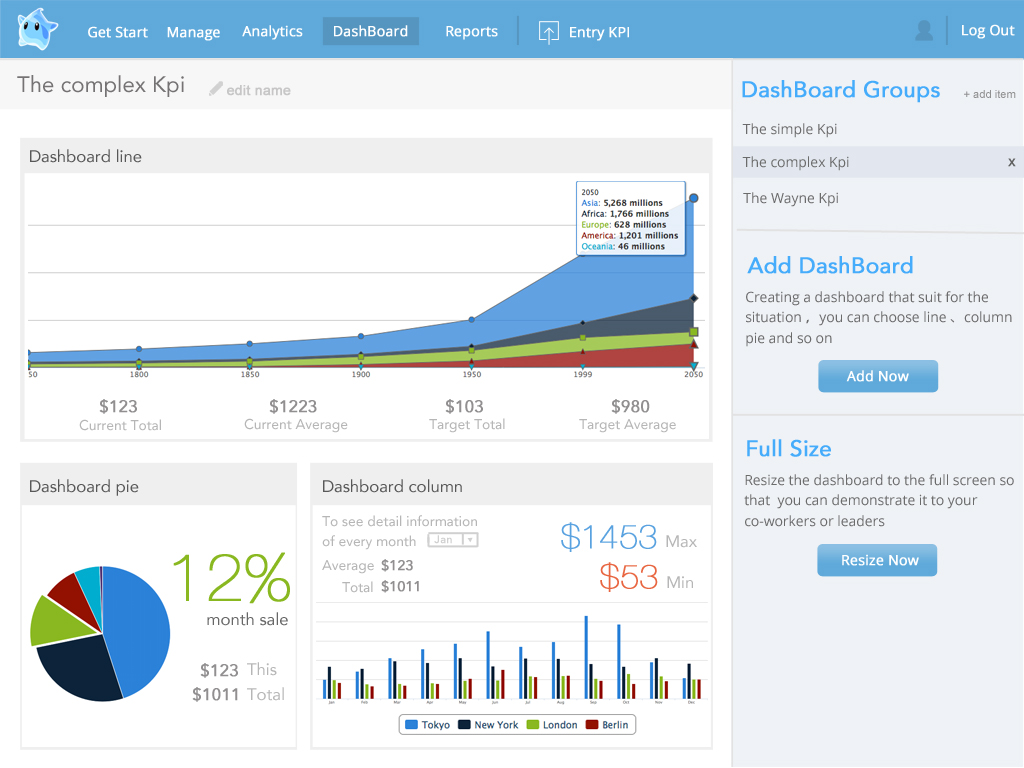 Get Start
Manage
Analytics
DashBoard
Reports
Entry KPI
Log Out
The complex Kpi
edit name
Dashboard line
2050
Asia: 5,268 millions
Africa: 1,766 millions
Europe: 628 millions
America: 1,201 millions
Oceania: 46 millions
50 1800 1850 1900 1950 1999 2050
$123 $1223 $103 $980
Current Total Current Average Target Total Target Average
Dashboard pie
12%
month sale
$123 This
$1011 Total
Dashboard column
To see detail information
of every month Jan
Average $123
Total $1011
$1453 Max
$53 Min
Jan Feb Mar Apr May Jun Jul Aug Sep Oct Nov Dec
Tokyo New York London Berlin
DashBoard Groups + add item
The simple Kpi
The complex Kpi x
The Wayne Kpi
Add DashBoard
Creating a dashboard that suit for the
situation ，you can choose line 、column
pie and so on
Add Now
Full Size
Resize the dashboard to the full screen so
that you can demonstrate it to your
co-workers or leaders
Resize Now